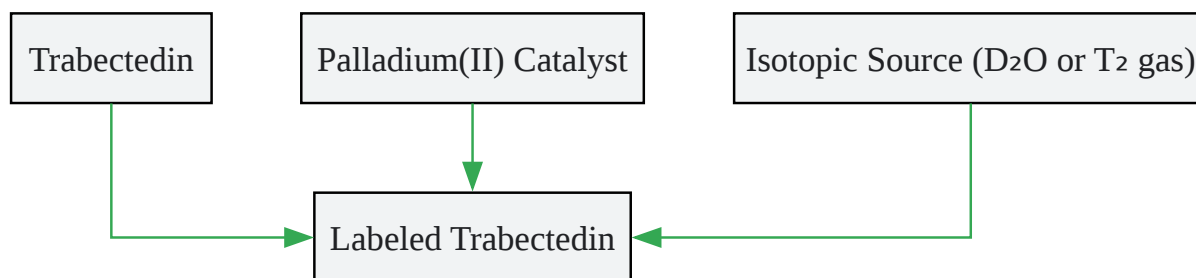 Trabectedin
Palladium(II) Catalyst
Isotopic Source (D₂O or T₂ gas)
Labeled Trabectedin